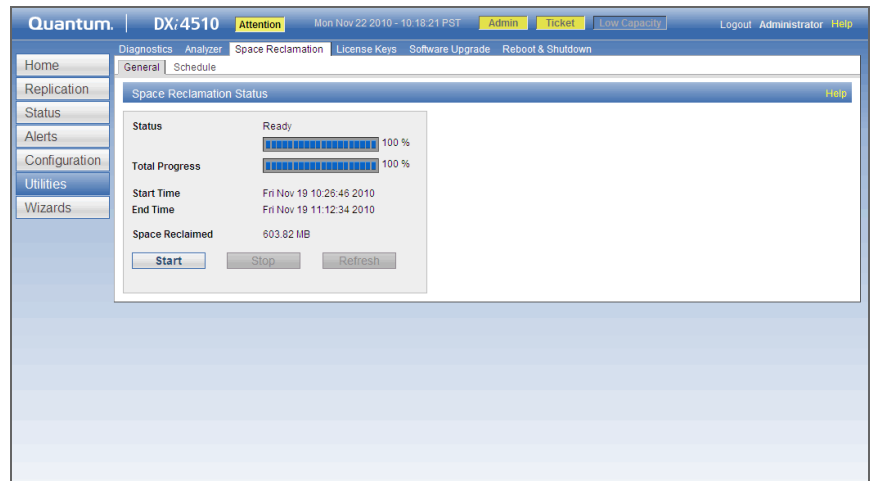 Quantum. DXi4510 Attention Mon Nov 22 2010 - 10:18:21 PST Admin Ticket Low Capacity Logout Administrator Help
Diagnostics Analyzer Space Reclamation License Keys Software Upgrade Reboot & Shutdown
General Schedule
Home
Replication
Status
Alerts
Configuration
Utilities
Wizards
Space Reclamation Status Help
Status Ready
100 %
Total Progress 100 %
Start Time Fri Nov 19 10:26:46 2010
End Time Fri Nov 19 11:12:34 2010
Space Reclaimed 603.82 MB
Start Stop Refresh